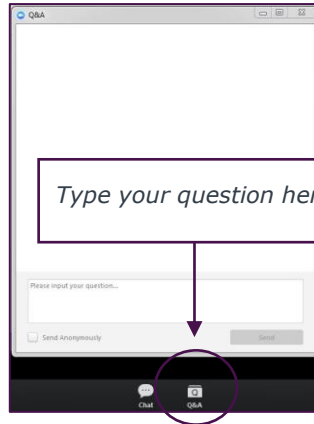 Q&A
Type your question her
Please input your question...
Send Anonymously
Send
Chat
Q&A